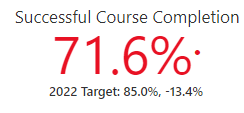 Successful Course Completion
71.6%·
2022 Target: 85.0%, -13.4%